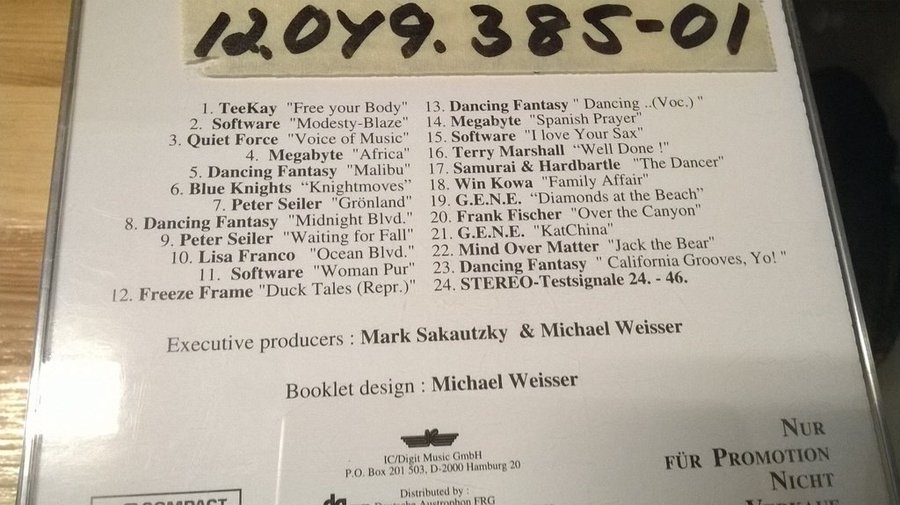 12.049.385-01
1. TeeKay "Free your Body"
2. Software "Modesty-Blaze"
3. Quiet Force "Voice of Music"
4. Megabyte "Africa"
5. Dancing Fantasy "Malibu"
6. Blue Knights "Knightmoves"
7. Peter Seiler "Grönland"
8. Dancing Fantasy "Midnight Blvd."
9. Peter Seiler "Waiting for Fall"
10. Lisa Franco "Ocean Blvd."
11. Software "Woman Pur"
12. Freeze Frame "Duck Tales (Repr.)"
13. Dancing Fantasy " Dancing ..(Voc.) "
14. Megabyte "Spanish Prayer"
15. Software "I love Your Sax"
16. Terry Marshall "Well Done !"
17. Samurai & Hardbartle "The Dancer"
18. Win Kowa "Family Affair"
19. G.E.N.E. "Diamonds at the Beach"
20. Frank Fischer "Over the Canyon"
21. G.E.N.E. "KatChina"
22. Mind Over Matter "Jack the Bear"
23. Dancing Fantasy " California Grooves, Yo! "
24. STEREO-Testsignale 24. - 46.
Executive producers : Mark Sakautzky & Michael Weisser
Booklet design : Michael Weisser
IC/Digit Music GmbH
P.O. Box 201 503, D-2000 Hamburg 20
Distributed by :
Deutsche Austrophon FRG
NUR
FÜR PROMOTION
NICHT
VERKAUF
COMPACT